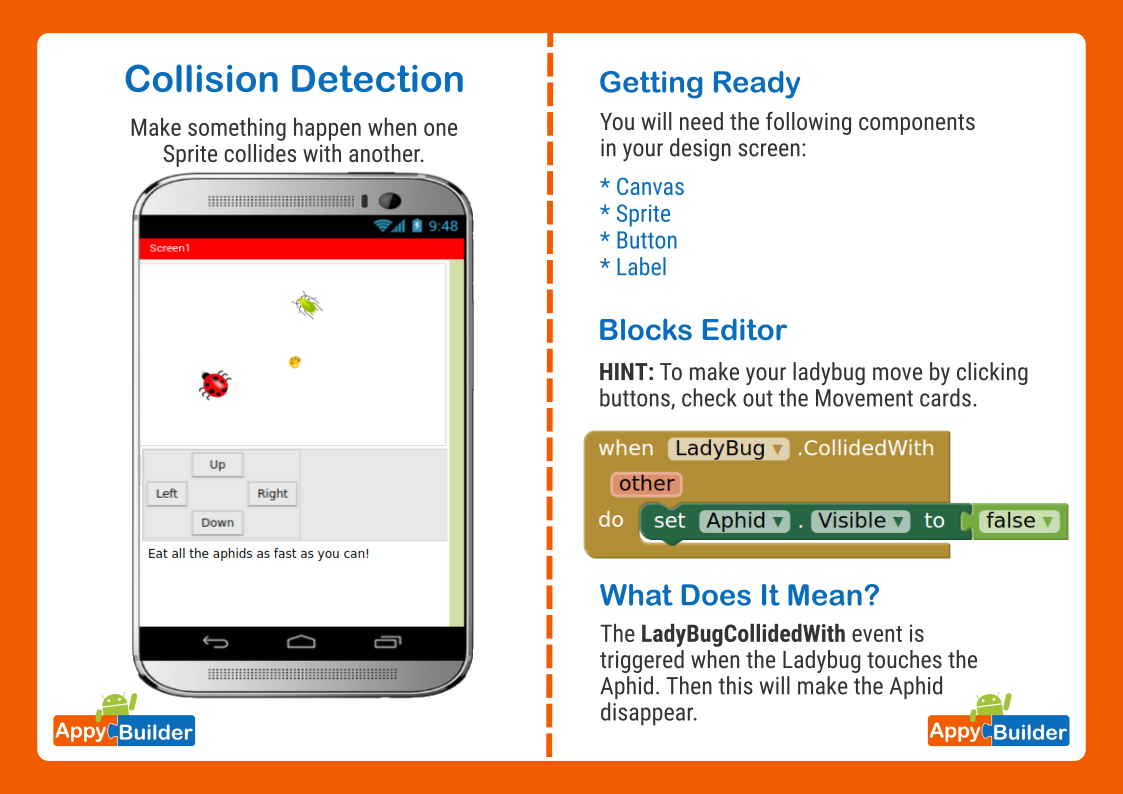 Collision Detection
Make something happen when one
Sprite collides with another.
9:48
Screen1
Up
Left
Right
Down
Eat all the aphids as fast as you can!
Appy Builder
Getting Ready
You will need the following components
in your design screen:
* Canvas
* Sprite
* Button
* Label
Blocks Editor
HINT: To make your ladybug move by clicking
buttons, check out the Movement cards.
when LadyBug .CollidedWith
other
do set Aphid . Visible to false
What Does It Mean?
The LadyBugCollidedWith event is
triggered when the Ladybug touches the
Aphid. Then this will make the Aphid
disappear.
Appy Builder